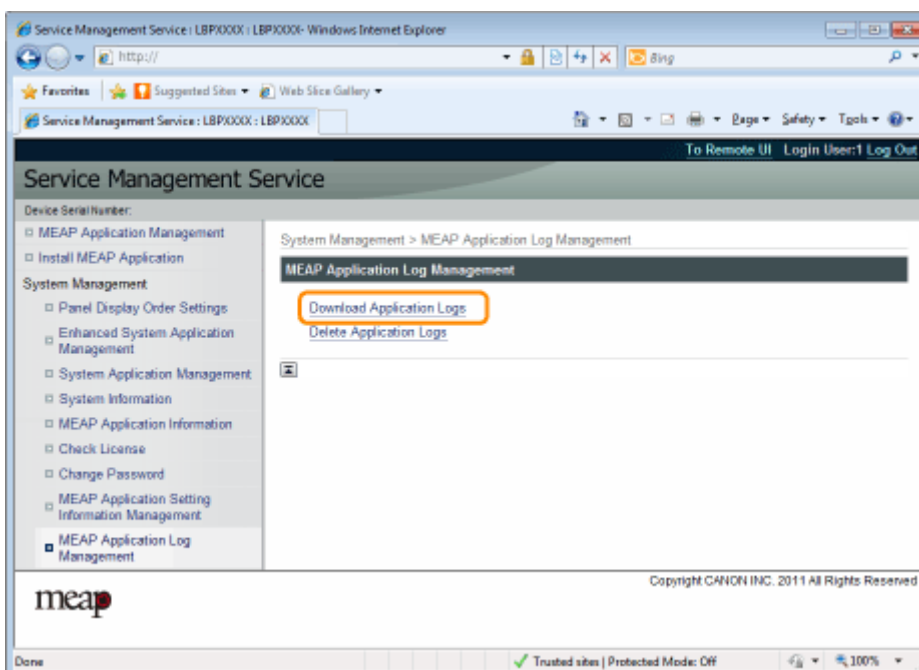 Service Management Service : LBPXXXX : LBPXXXX- Windows Internet Explorer
http://
Bing
Favorites Suggested Sites Web Slice Gallery
Service Management Service : LBPXXXX : LBPXXXX Page Safety Tools
To Remote UI Login User:1 Log Out
Service Management Service
Device Serial Number:
MEAP Application Management
Install MEAP Application
System Management
Panel Display Order Settings
Enhanced System Application
Management
System Application Management
System Information
MEAP Application Information
Check License
Change Password
MEAP Application Setting
Information Management
MEAP Application Log
Management
System Management > MEAP Application Log Management
MEAP Application Log Management
Download Application Logs
Delete Application Logs
Copyright CANON INC. 2011 All Rights Reserved
meap
Done Trusted sites | Protected Mode: Off 100%